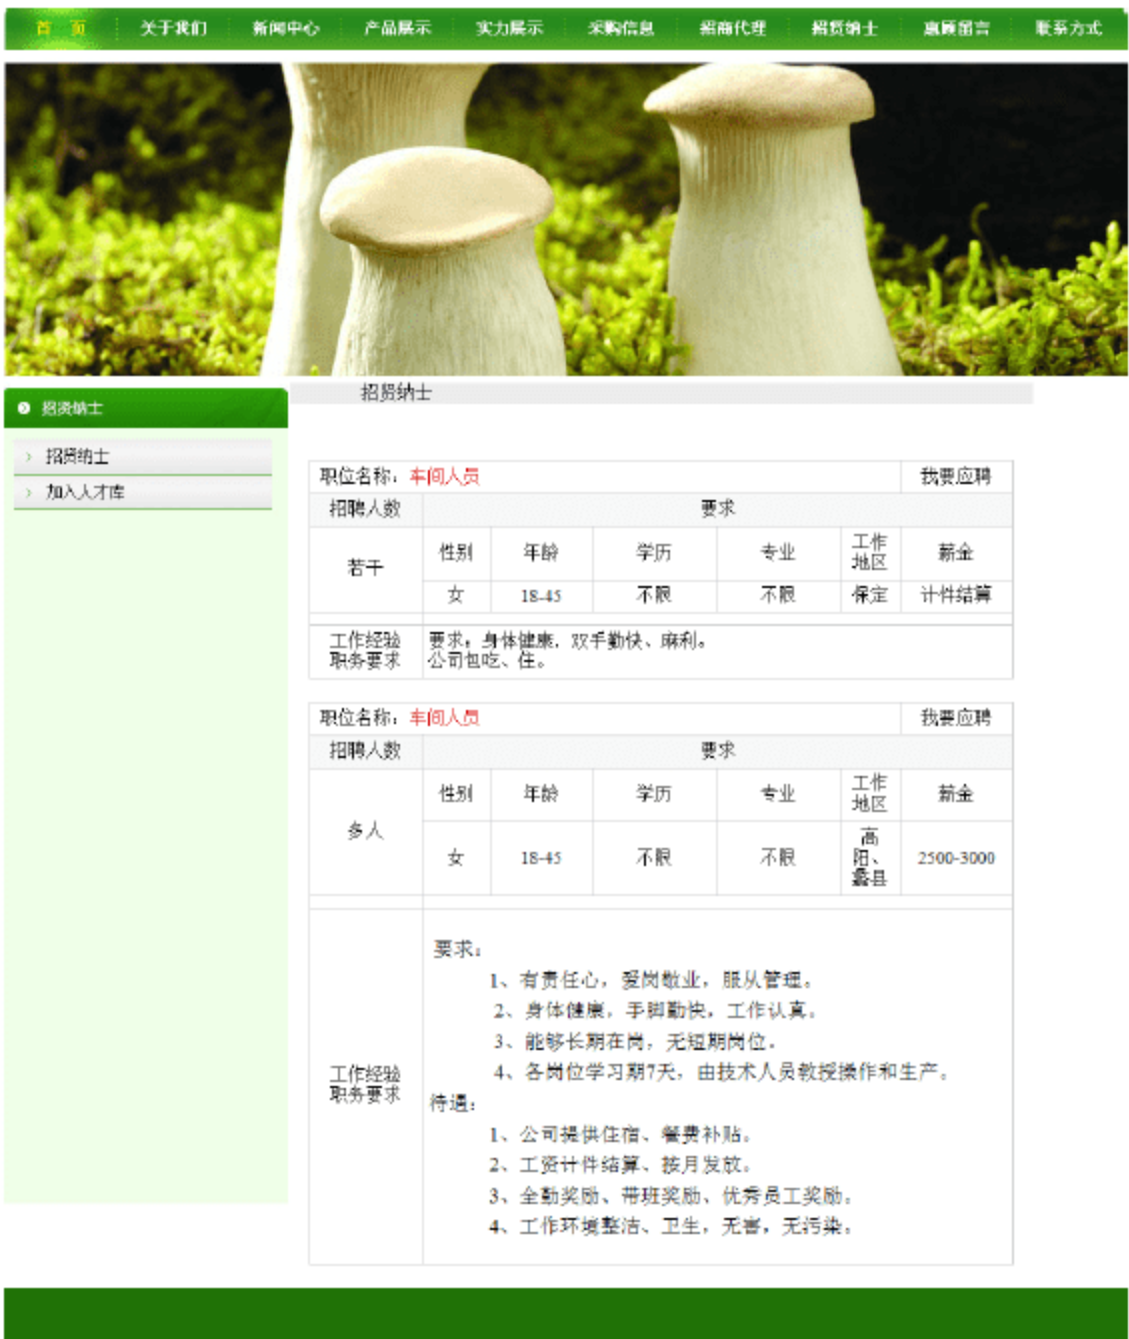 首 页 关于我们 新闻中心 产品展示 实力展示 采购信息 招商代理 招贤纳士 惠顾留言 联系方式
招贤纳士
招贤纳士
招贤纳士
加入人才库
职位名称：车间人员 我要应聘
招聘人数 要求
若干 性别 年龄 学历 专业 工作地区 薪金
女 18-45 不限 不限 保定 计件结算
工作经验
职务要求
要求：身体健康，双手勤快、麻利。
公司包吃、住。
职位名称：车间人员 我要应聘
招聘人数 要求
多人 性别 年龄 学历 专业 工作地区 薪金
女 18-45 不限 不限 高阳、蠡县 2500-3000
工作经验
职务要求
要求：
1、有责任心，爱岗敬业，服从管理。
2、身体健康，手脚勤快，工作认真。
3、能够长期在岗，无短期岗位。
4、各岗位学习期7天，由技术人员教授操作和生产。
待遇：
1、公司提供住宿、餐费补贴。
2、工资计件结算、按月发放。
3、全勤奖励、带班奖励、优秀员工奖励。
4、工作环境整洁、卫生，无害，无污染。